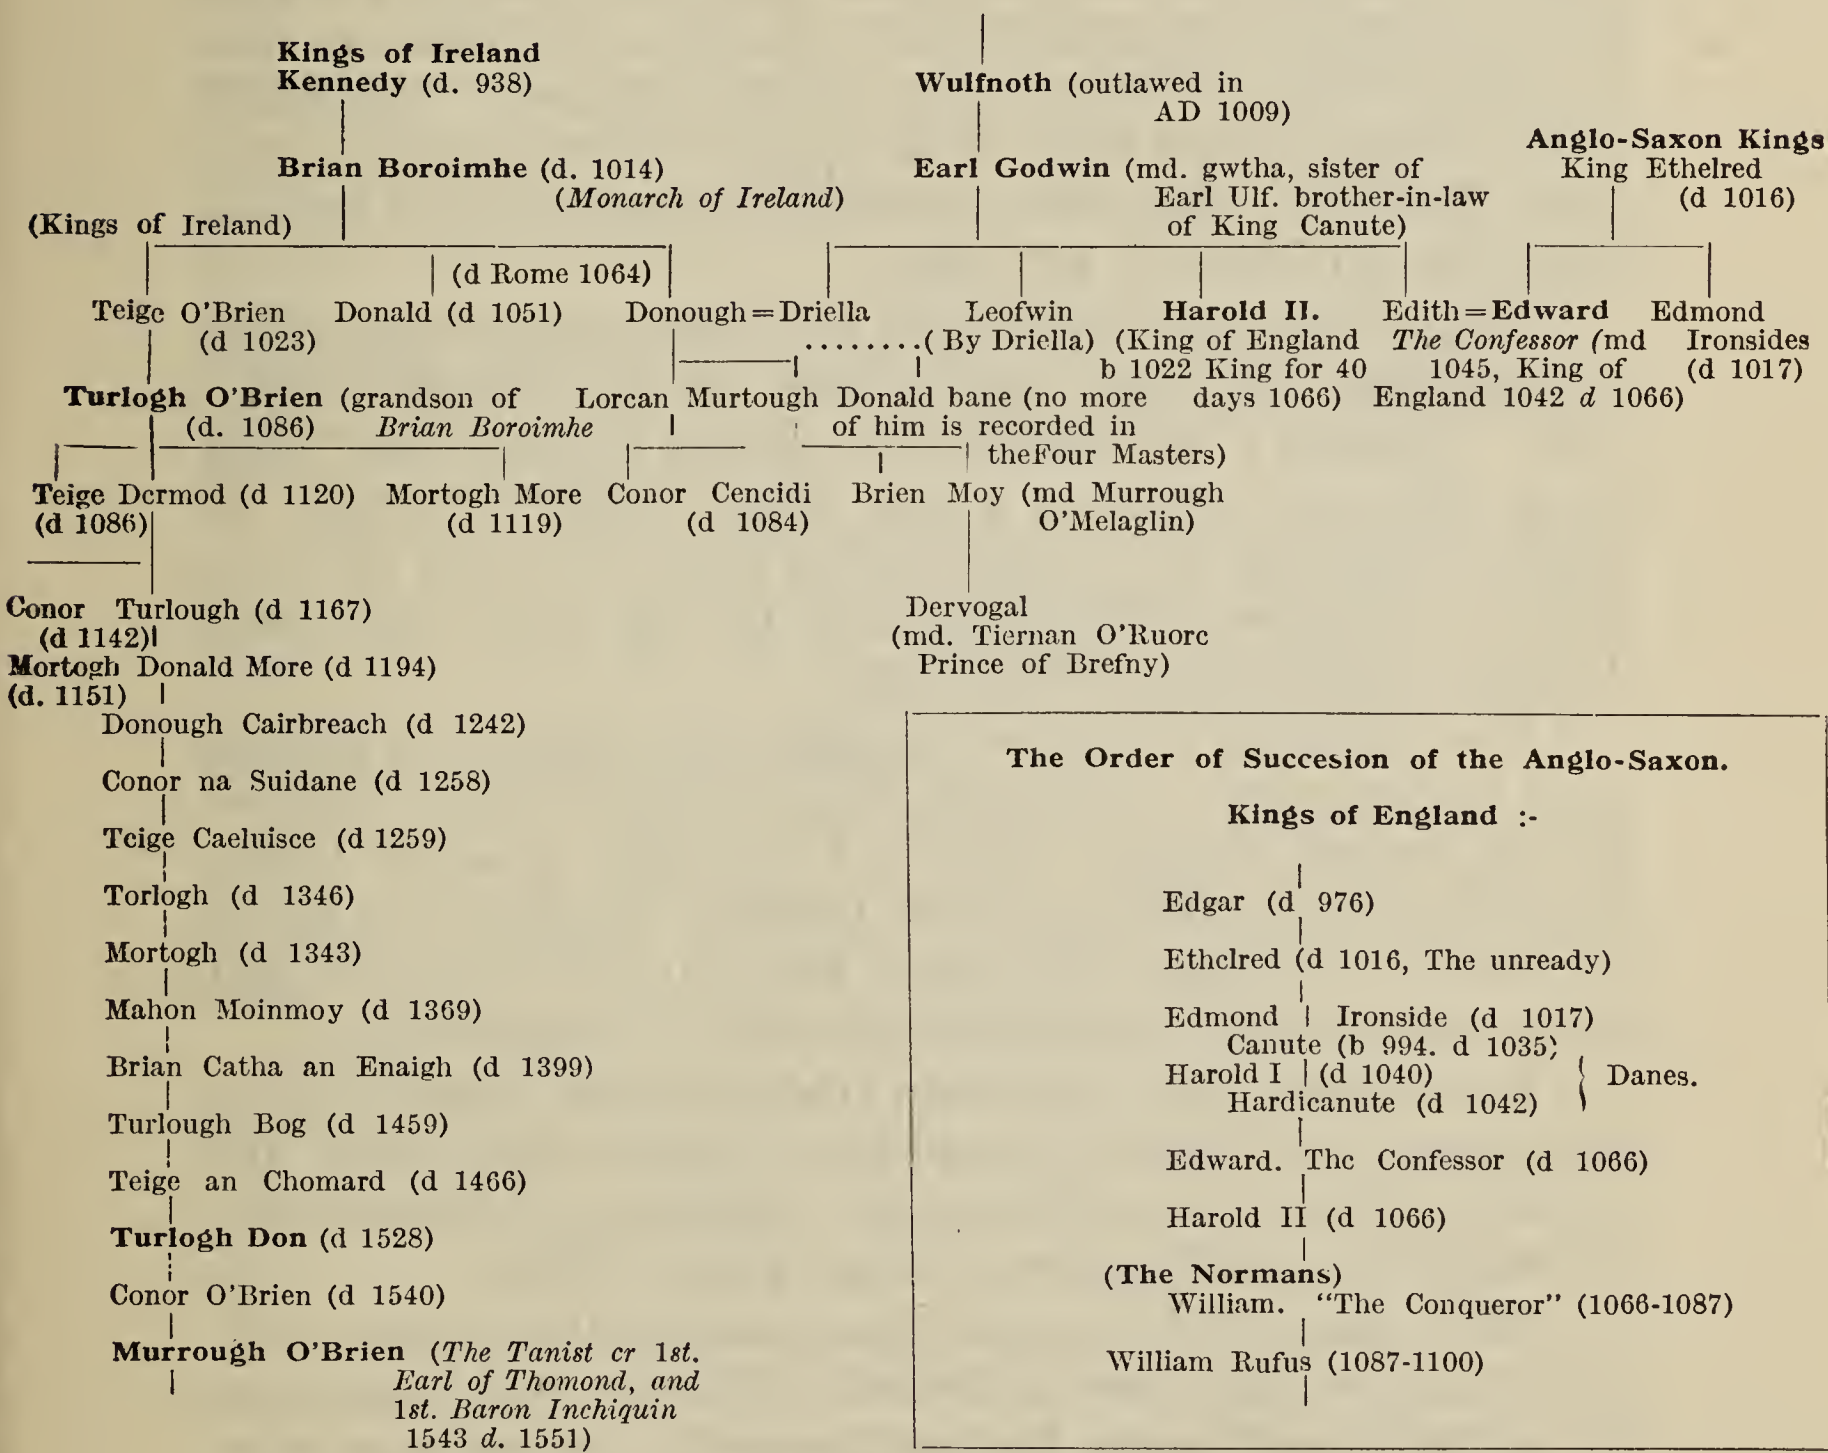 Kings of Ireland
Kennedy (d. 938)
Wulfnoth (outlawed in
AD 1009)
Anglo-Saxon Kings
Brian Boroimhe (d. 1014)
(Monarch of Ireland)
Earl Godwin (md. gwtha, sister of
Earl Ulf. brother-in-law
of King Canute)
King Ethelred
(d 1016)
(Kings of Ireland)
(d Rome 1064)
Teige O'Brien
(d 1023)
Donald (d 1051)
Donough = Driella
Leofwin
Harold II.
(King of England
b 1022 King for 40
days 1066)
Edith = Edward
The Confessor (md
1045, King of
England 1042 d 1066)
Edmond
Ironsides
(d 1017)
........( By Driella)
Turlogh O'Brien (grandson of
(d. 1086) Brian Boroimhe
Lorcan Murtough Donald bane (no more
of him is recorded in
theFour Masters)
Teige Dermod (d 1120)
(d 1086)
Mortogh More
(d 1119)
Conor Cencidi
(d 1084)
Brien Moy (md Murrough
O'Melaglin)
Conor Turlough (d 1167)
(d 1142)
Mortogh Donald More (d 1194)
(d. 1151)
Dervogal
(md. Tiernan O'Ruorc
Prince of Brefny)
Donough Cairbreach (d 1242)
Conor na Suidane (d 1258)
Teige Caeluisce (d 1259)
Torlogh (d 1346)
Mortogh (d 1343)
Mahon Moinmoy (d 1369)
Brian Catha an Enaigh (d 1399)
Turlough Bog (d 1459)
Teige an Chomard (d 1466)
Turlogh Don (d 1528)
Conor O'Brien (d 1540)
Murrough O'Brien (The Tanist cr 1st.
Earl of Thomond, and
1st. Baron Inchiquin
1543 d. 1551)
The Order of Succesion of the Anglo-Saxon.
Kings of England :-
Edgar (d 976)
Ethelred (d 1016, The unready)
Edmond Ironside (d 1017)
Canute (b 994. d 1035)
Harold I (d 1040)
Danes.
Hardicanute (d 1042)
Edward. The Confessor (d 1066)
Harold II (d 1066)
(The Normans)
William. “The Conqueror” (1066-1087)
William Rufus (1087-1100)